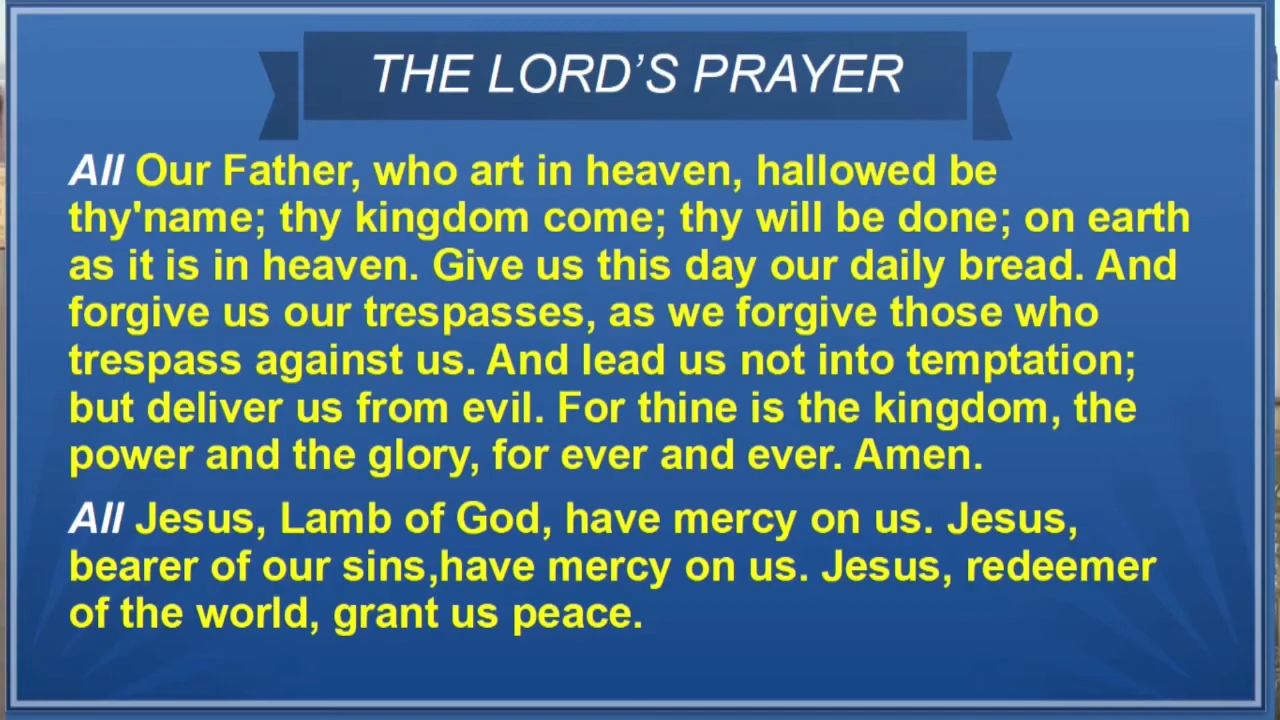 THE LORD’S PRAYER
All Our Father, who art in heaven, hallowed be
thy'name; thy kingdom come; thy will be done; on earth
as it is in heaven. Give us this day our daily bread. And
forgive us our trespasses, as we forgive those who
trespass against us. And lead us not into temptation;
but deliver us from evil. For thine is the kingdom, the
power and the glory, for ever and ever. Amen.
All Jesus, Lamb of God, have mercy on us. Jesus,
bearer of our sins,have mercy on us. Jesus, redeemer
of the world, grant us peace.